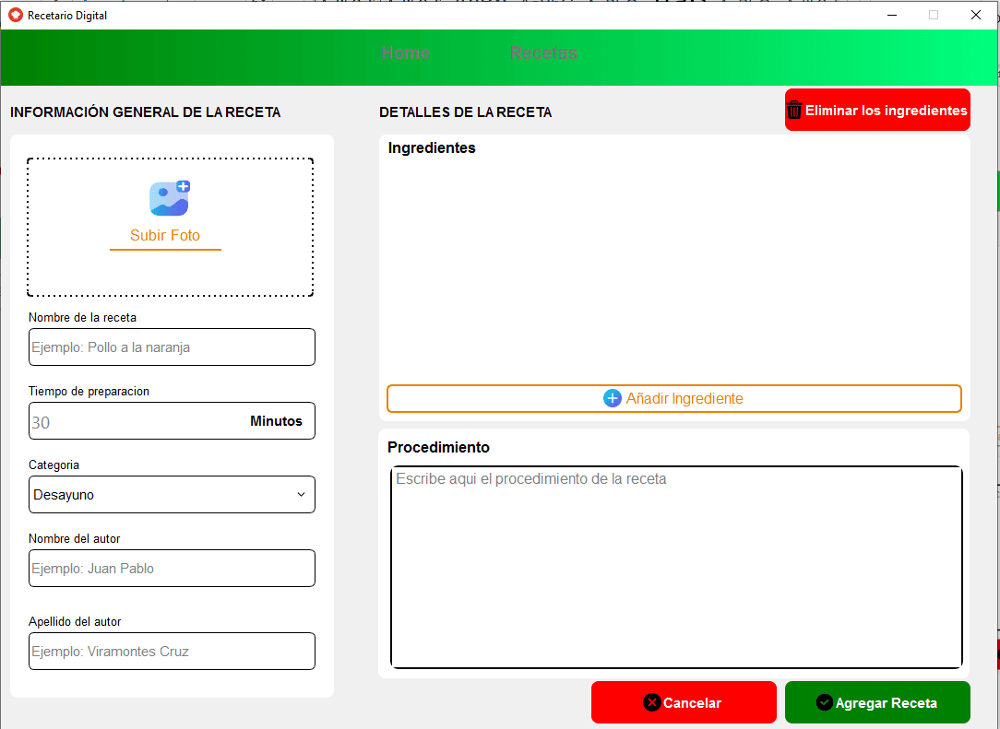 Recetario Digital
Home
Recetas
INFORMACIÓN GENERAL DE LA RECETA
Subir Foto
Nombre de la receta
Ejemplo: Pollo a la naranja
Tiempo de preparacion
30
Minutos
Categoria
Desayuno
Nombre del autor
Ejemplo: Juan Pablo
Apellido del autor
Ejemplo: Viramontes Cruz
DETALLES DE LA RECETA
Eliminar los ingredientes
Ingredientes
Añadir Ingrediente
Procedimiento
Escribe aqui el procedimiento de la receta
Cancelar
Agregar Receta